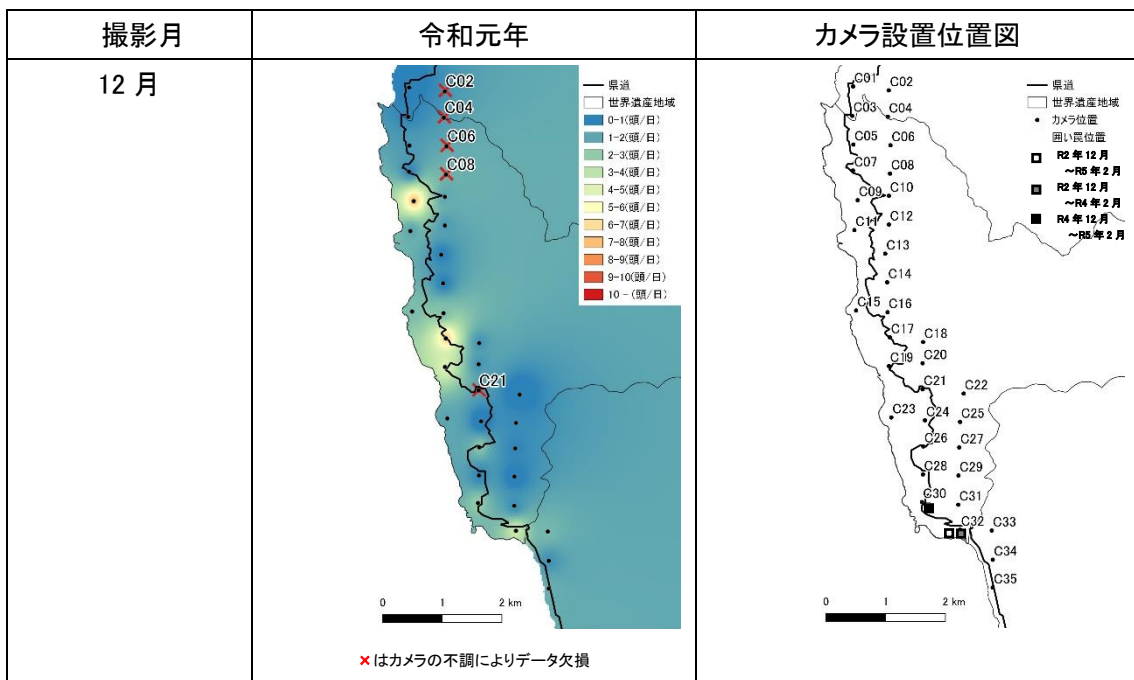 撮影月
令和元年
カメラ設置位置図
12 月
C02
C04
C06
C08
C21
県道
世界遺産地域
0-1(頭/日)
1-2(頭/日)
2-3(頭/日)
3-4(頭/日)
4-5(頭/日)
5-6(頭/日)
6-7(頭/日)
7-8(頭/日)
8-9(頭/日)
9-10(頭/日)
10 - (頭/日)
0 1 2 km
×はカメラの不調によりデータ欠損
C01 C02
C03 C04
C05 C06
C07 C08
C09 C10
C11 C12
C13
C14
C15 C16
C17 C18
C19 C20
C21 C22
C23 C24 C25
C26 C27
C28 C29
C30 C31
C32 C33
C34
C35
県道
世界遺産地域
カメラ位置
囲い罠位置
R2 年 12 月
～R5 年 2 月
R2 年 12 月
～R4 年 2 月
R4 年 12 月
～R5 年 2 月
0 1 2 km